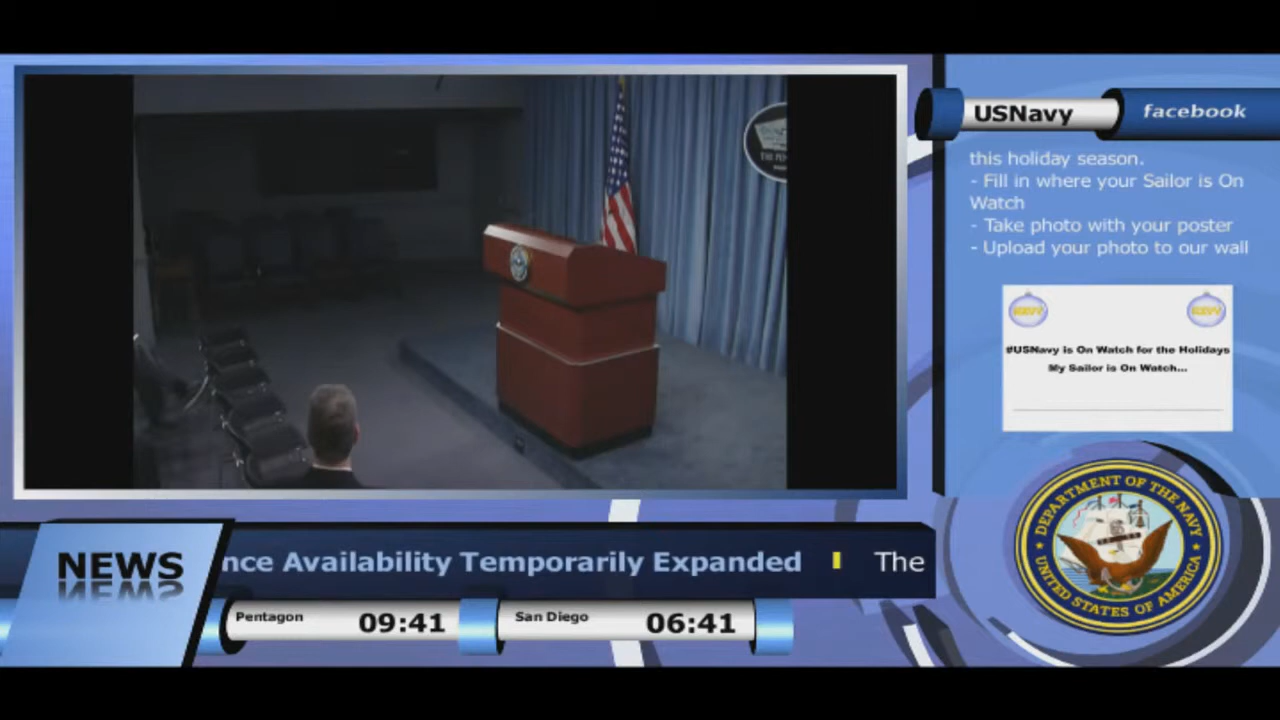 USNavy
facebook
this holiday season.
- Fill in where your Sailor is On
Watch
- Take photo with your poster
- Upload your photo to our wall
NAVY
NAVY
#USNavy is On Watch for the Holidays
My Sailor is On Watch...
DEPARTMENT OF THE NAVY
UNITED STATES OF AMERICA
NEWS
nce Availability Temporarily Expanded
The
Pentagon
09:41
San Diego
06:41